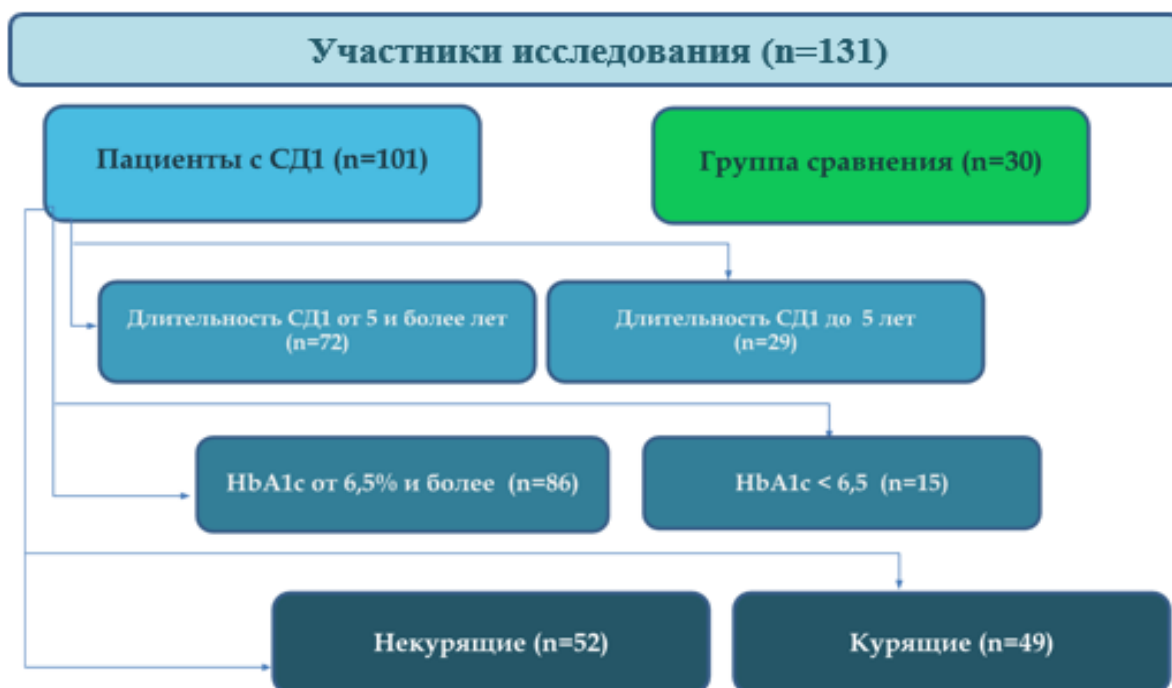 Участники исследования (n=131)
Пациенты с СД1 (n=101)
Группа сравнения (n=30)
Длительность СД1 от 5 и более лет
(n=72)
Длительность СД1 до 5 лет
(n=29)
HbA1c от 6,5% и более (n=86)
HbA1c < 6,5 (n=15)
Некурящие (n=52)
Курящие (n=49)